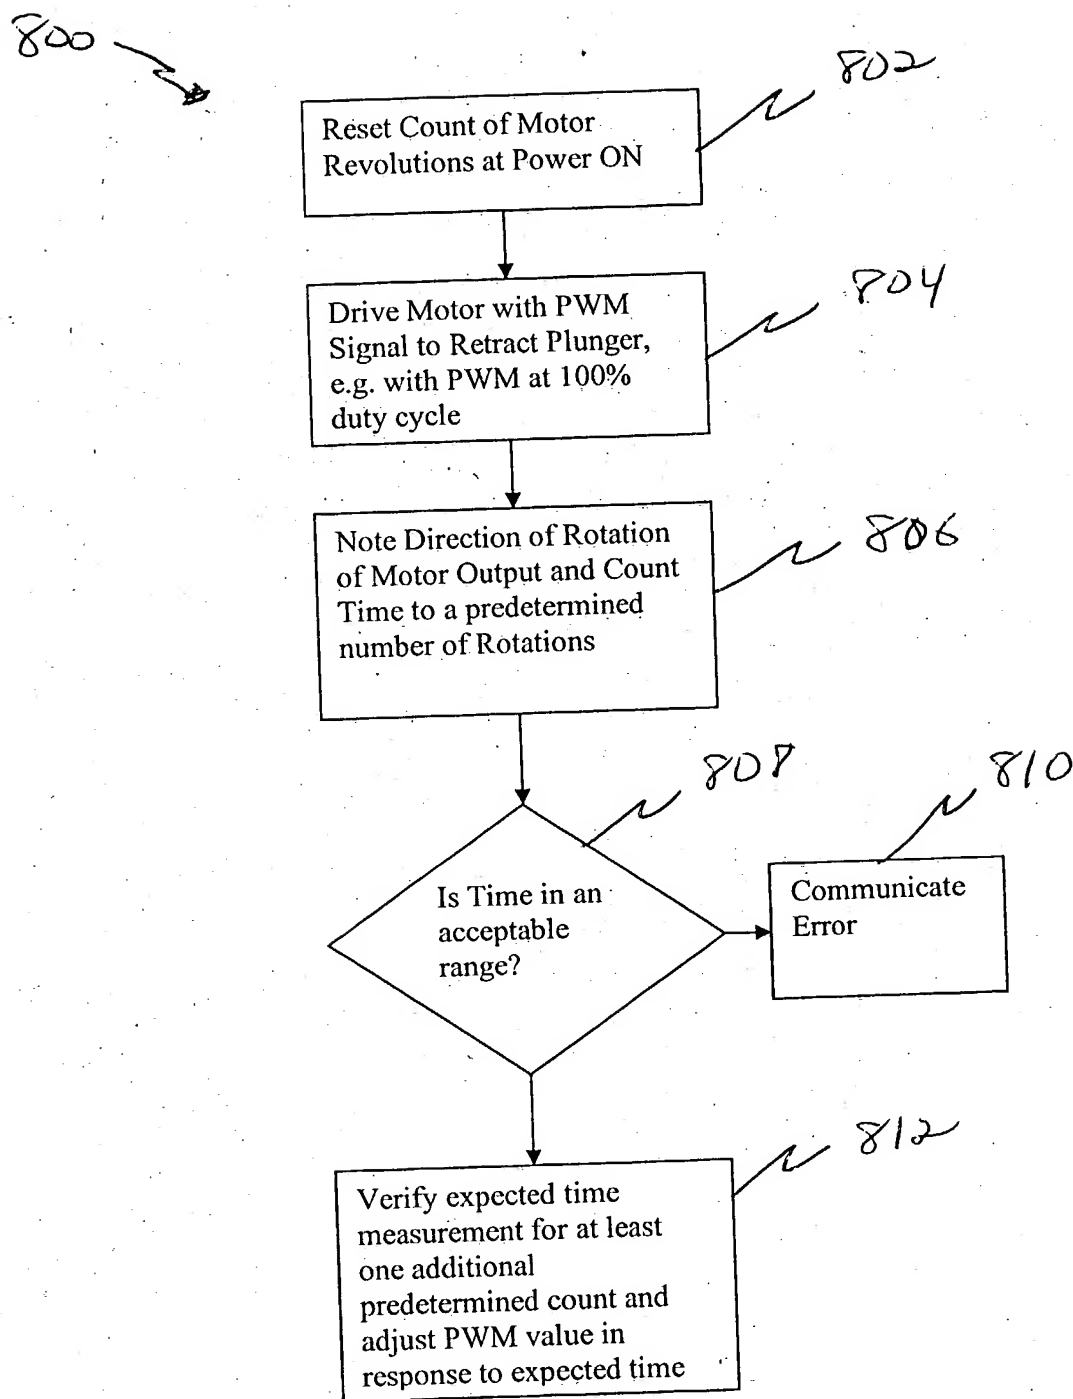 800
802
Reset Count of Motor
Revolutions at Power ON
804
Drive Motor with PWM
Signal to Retract Plunger,
e.g. with PWM at 100%
duty cycle
806
Note Direction of Rotation
of Motor Output and Count
Time to a predetermined
number of Rotations
808
810
Is Time in an
acceptable
range?
Communicate
Error
812
Verify expected time
measurement for at least
one additional
predetermined count and
adjust PWM value in
response to expected time